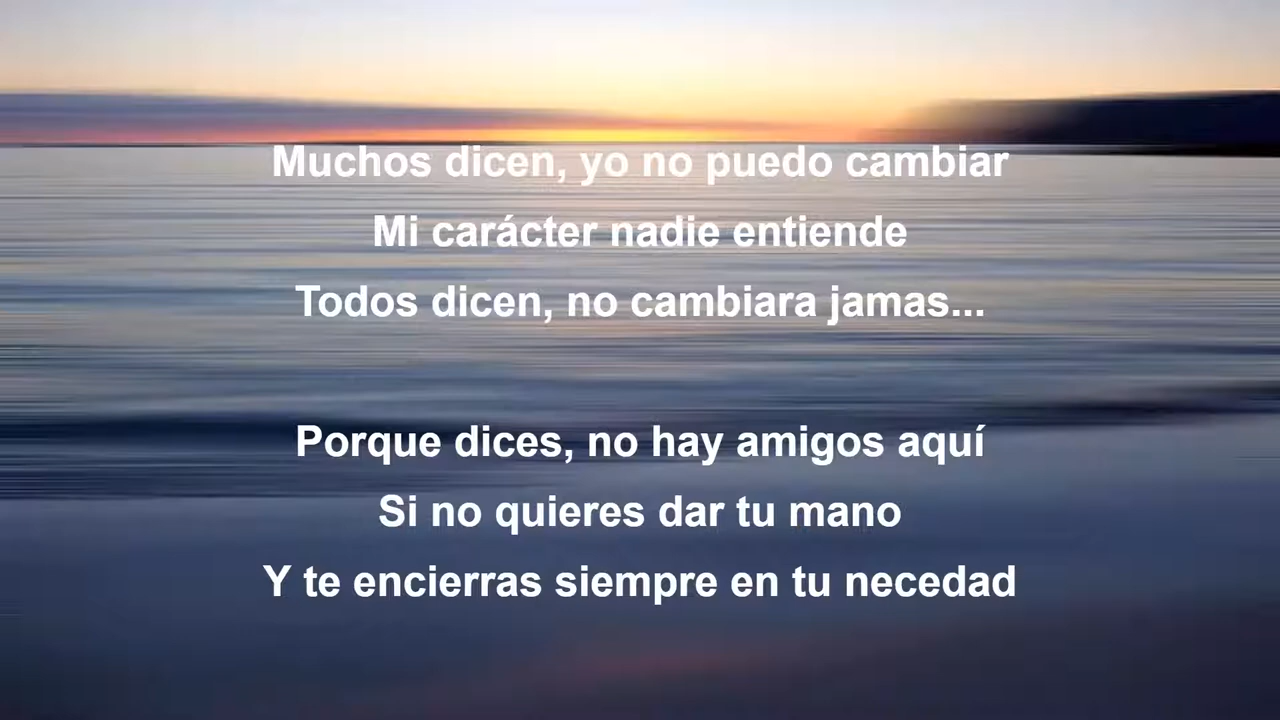 Muchos dicen, yo no puedo cambiar
Mi carácter nadie entiende
Todos dicen, no cambiara jamas...
Porque dices, no hay amigos aquí
Si no quieres dar tu mano
Y te encierras siempre en tu necedad